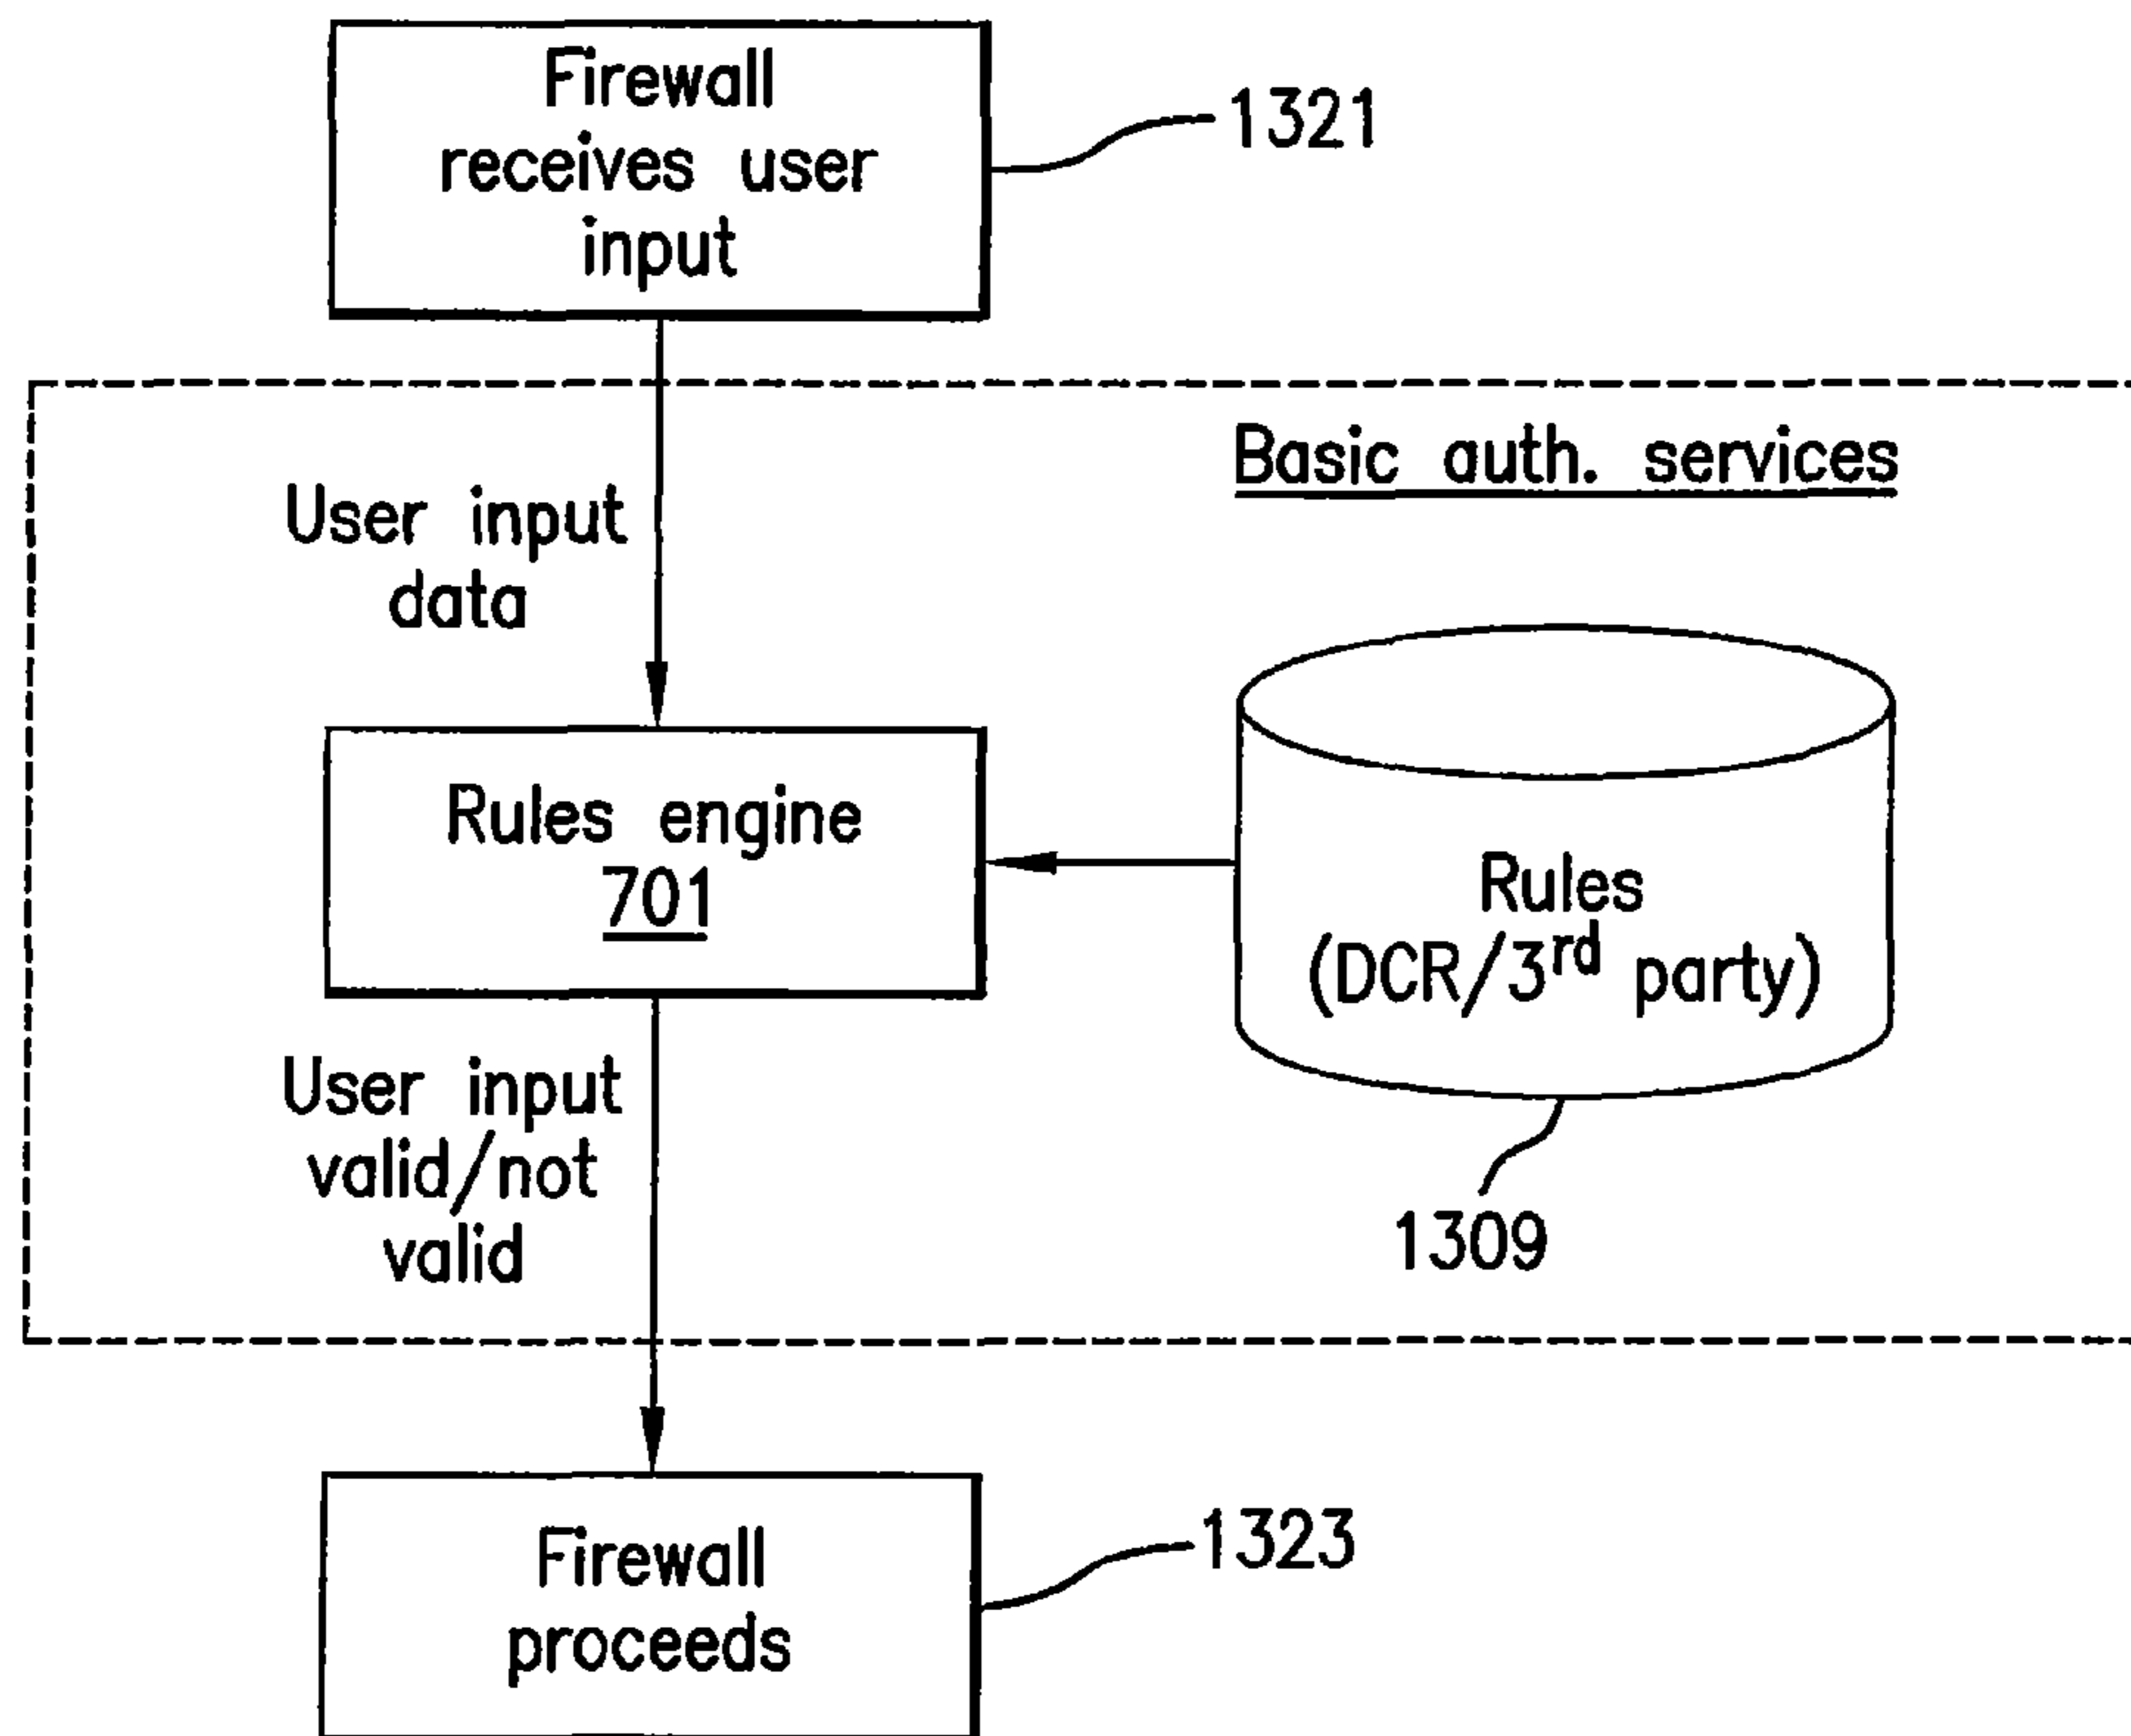 Firewall
receives user
input
1321
Basic auth. services
User input
data
Rules engine
701
Rules
(DCR/3rd party)
1309
User input
valid/not
valid
Firewall
proceeds
1323